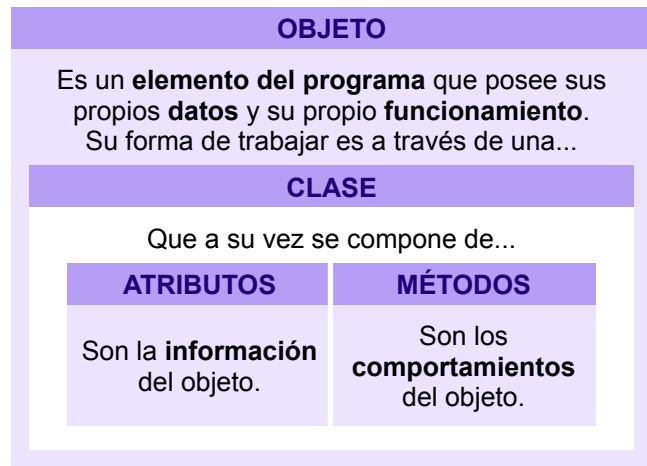 OBJETO
Es un elemento del programa que posee sus
propios datos y su propio funcionamiento.
Su forma de trabajar es a través de una...
CLASE
Que a su vez se compone de...
ATRIBUTOS
Son la información
del objeto.
MÉTODOS
Son los
comportamientos
del objeto.